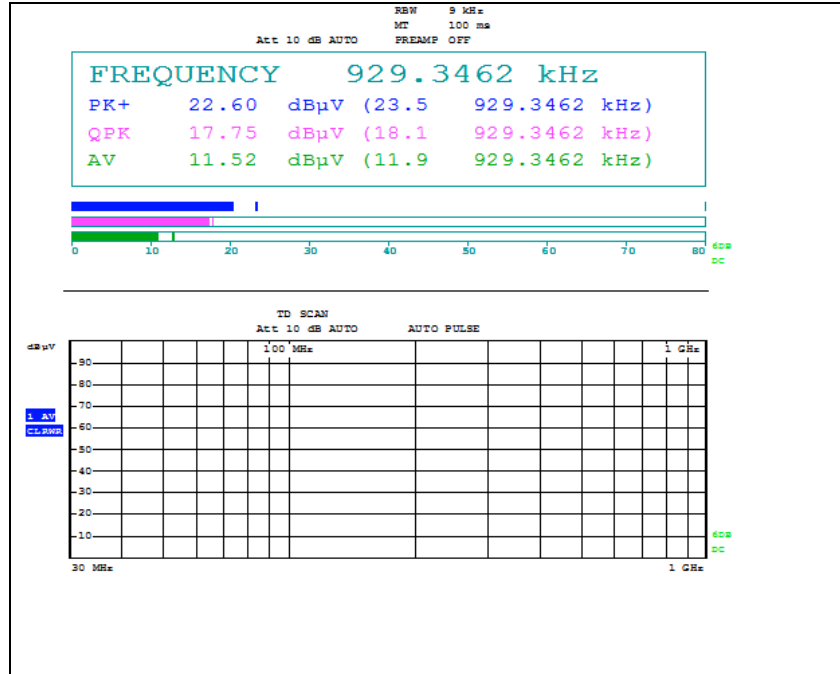 RBW 9 kHz
MT 100 ms
Att 10 dB AUTO PREAMP OFF
FREQUENCY 929.3462 kHz
PK+ 22.60 dBµV (23.5 929.3462 kHz)
QPK 17.75 dBµV (18.1 929.3462 kHz)
AV 11.52 dBµV (11.9 929.3462 kHz)
0 10 20 30 40 50 60 70 80
6DB
DC
TD SCAN
Att 10 dB AUTO AUTO PULSE
dBµV
100 MHz 1 GHz
90
80
70
1 AV
CLRWR
60
50
40
30
20
10
6DB
DC
30 MHz 1 GHz